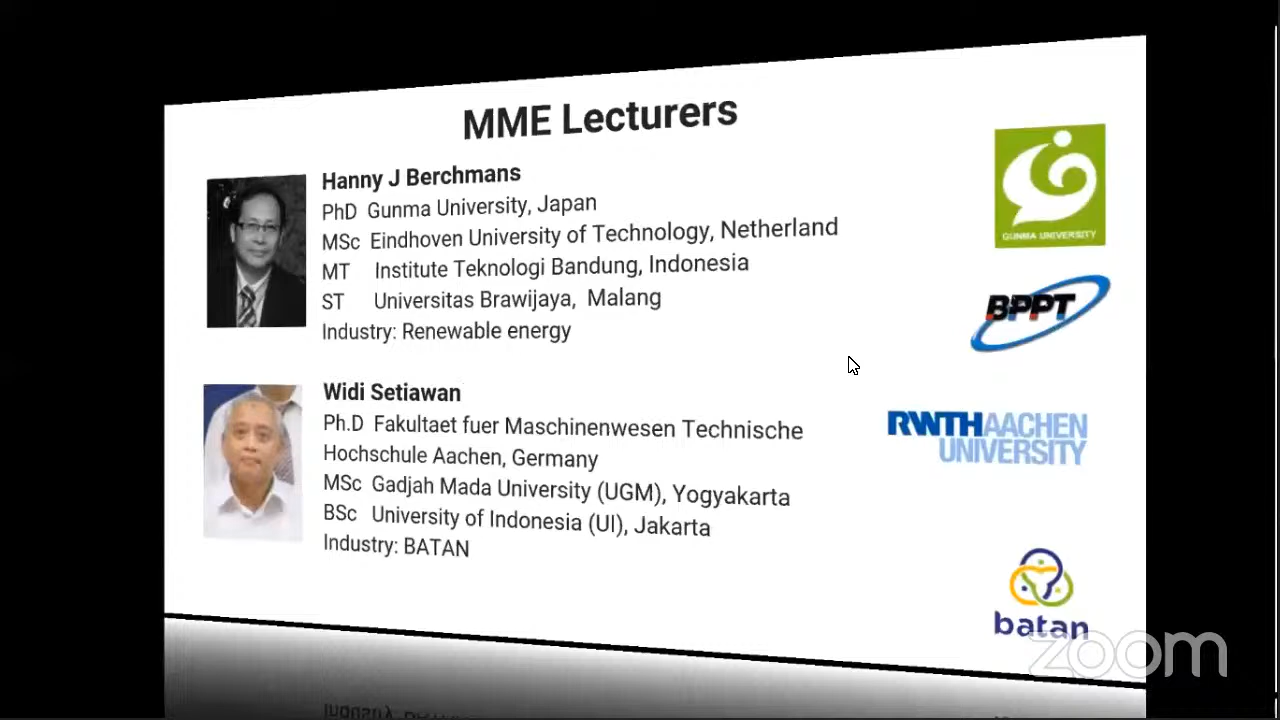 MME Lecturers
Hanny J Berchmans
PhD Gunma University, Japan
MSc Eindhoven University of Technology, Netherland
MT Institute Teknologi Bandung, Indonesia
ST Universitas Brawijaya, Malang
Industry: Renewable energy
GUNMA UNIVERSITY
BPPT
Widi Setiawan
Ph.D Fakultaet fuer Maschinenwesen Technische
Hochschule Aachen, Germany
MSc Gadjah Mada University (UGM), Yogyakarta
BSc University of Indonesia (UI), Jakarta
Industry: BATAN
RWTHAACHEN
UNIVERSITY
batan
zoom